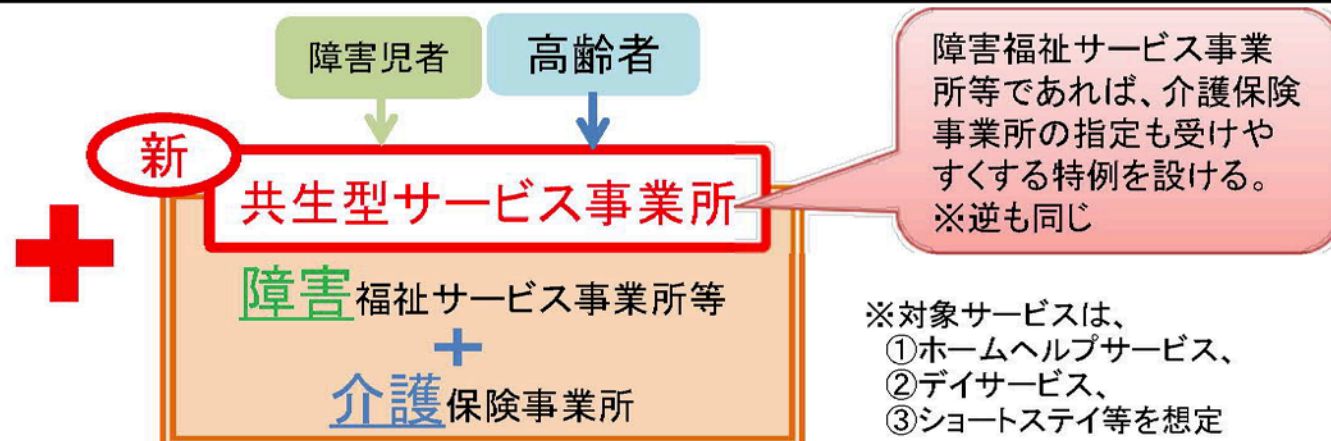 障害児者
高齢者
新
共生型サービス事業所
障害福祉サービス事業所等
+
介護保険事業所
障害福祉サービス事業
所等であれば、介護保険
事業所の指定も受けや
すくする特例を設ける。
※逆も同じ
※対象サービスは、
①ホームヘルプサービス、
②デイサービス、
③ショートステイ等を想定